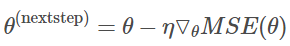 θ^(nextstep) = θ − η▽_θ MSE(θ)